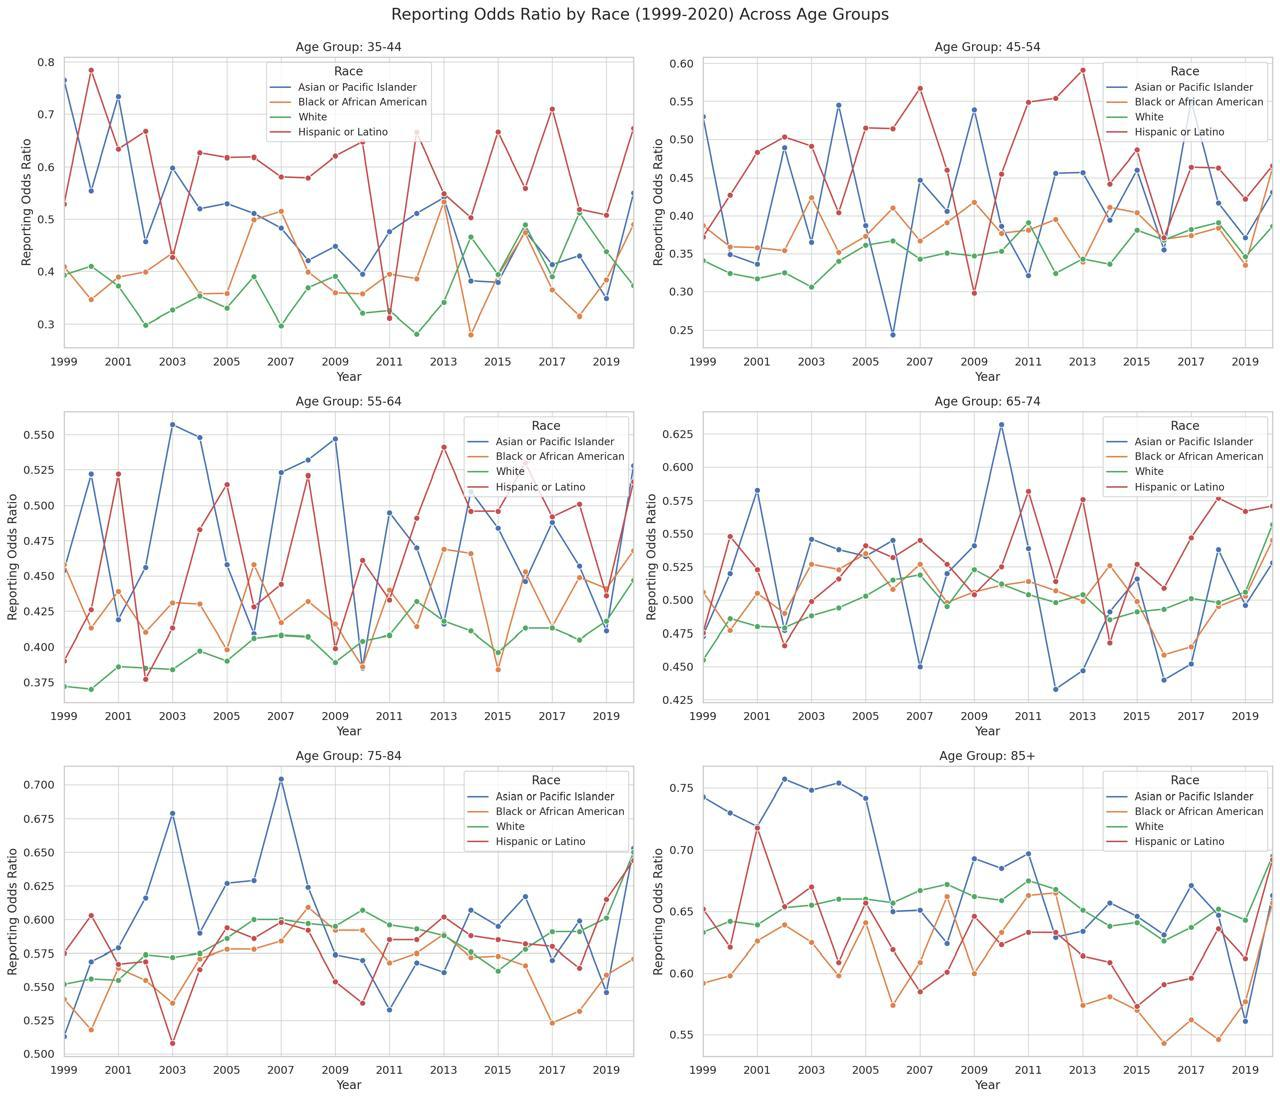 Reporting Odds Ratio by Race (1999-2020) Across Age Groups
Age Group: 35-44
Reporting Odds Ratio
0.8
0.7
0.6
0.5
0.4
0.3
Race
Asian or Pacific Islander
Black or African American
White
Hispanic or Latino
1999 2001 2003 2005 2007 2009 2011 2013 2015 2017 2019
Year
Age Group: 45-54
Reporting Odds Ratio
0.60
0.55
0.50
0.45
0.40
0.35
0.30
0.25
Race
Asian or Pacific Islander
Black or African American
White
Hispanic or Latino
1999 2001 2003 2005 2007 2009 2011 2013 2015 2017 2019
Year
Age Group: 55-64
Reporting Odds Ratio
0.550
0.525
0.500
0.475
0.450
0.425
0.400
0.375
Race
Asian or Pacific Islander
Black or African American
White
Hispanic or Latino
1999 2001 2003 2005 2007 2009 2011 2013 2015 2017 2019
Year
Age Group: 65-74
Reporting Odds Ratio
0.625
0.600
0.575
0.550
0.525
0.500
0.475
0.450
0.425
Race
Asian or Pacific Islander
Black or African American
White
Hispanic or Latino
1999 2001 2003 2005 2007 2009 2011 2013 2015 2017 2019
Year
Age Group: 75-84
Reporting Odds Ratio
0.700
0.675
0.650
0.625
0.600
0.575
0.550
0.525
0.500
Race
Asian or Pacific Islander
Black or African American
White
Hispanic or Latino
1999 2001 2003 2005 2007 2009 2011 2013 2015 2017 2019
Year
Age Group: 85+
Reporting Odds Ratio
0.75
0.70
0.65
0.60
0.55
Race
Asian or Pacific Islander
Black or African American
White
Hispanic or Latino
1999 2001 2003 2005 2007 2009 2011 2013 2015 2017 2019
Year